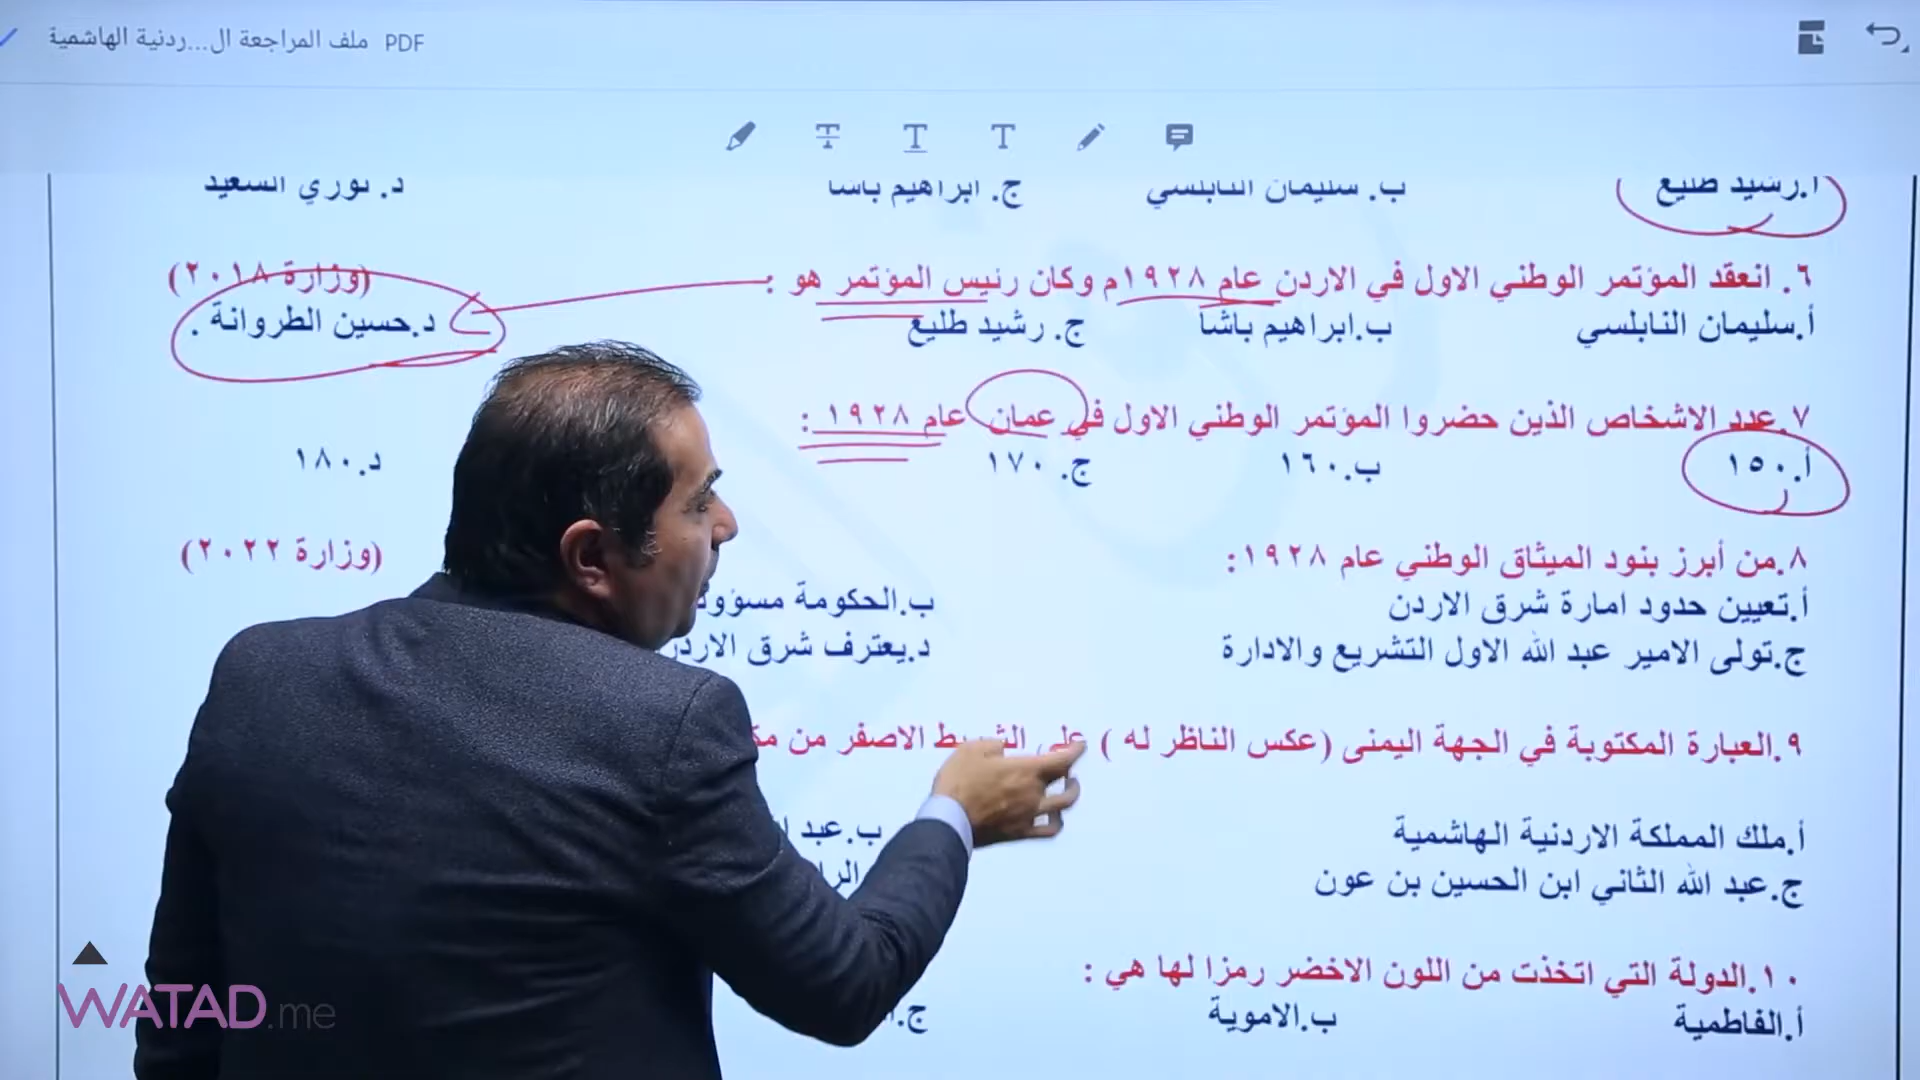 ملف المراجعة ال...ردنية الهاشمية PDF
أ.رشيد طليع ب. سليمان النابلسي ج. ابراهيم باشا د. نوري السعيد
٦. انعقد المؤتمر الوطني الاول في الاردن عام ١٩٢٨م وكان رئيس المؤتمر هو : (وزارة ٢٠١٨)
أ.سليمان النابلسي ب.ابراهيم باشا ج. رشيد طليع د.حسين الطروانة .
٧.عدد الاشخاص الذين حضروا المؤتمر الوطني الاول في عمان عام ١٩٢٨ :
أ.١٥٠ ب.١٦٠ ج. ١٧٠ د.١٨٠
٨.من أبرز بنود الميثاق الوطني عام ١٩٢٨: (وزارة ٢٠٢٢)
أ.تعيين حدود امارة شرق الاردن ب.الحكومة
ج.تولى الامير عبد الله الاول التشريع والادارة د.يعترف شرق
٩.العبارة المكتوبة في الجهة اليمنى (عكس الناظر له ) على الشريط الاصفر من
أ.ملك المملكة الاردنية الهاشمية ب.عبد
ج.عبد الله الثاني ابن الحسين بن عون
١٠.الدولة التي اتخذت من اللون الاخضر رمزا لها هي :
أ.الفاطمية ب.الاموية
WATAD.me